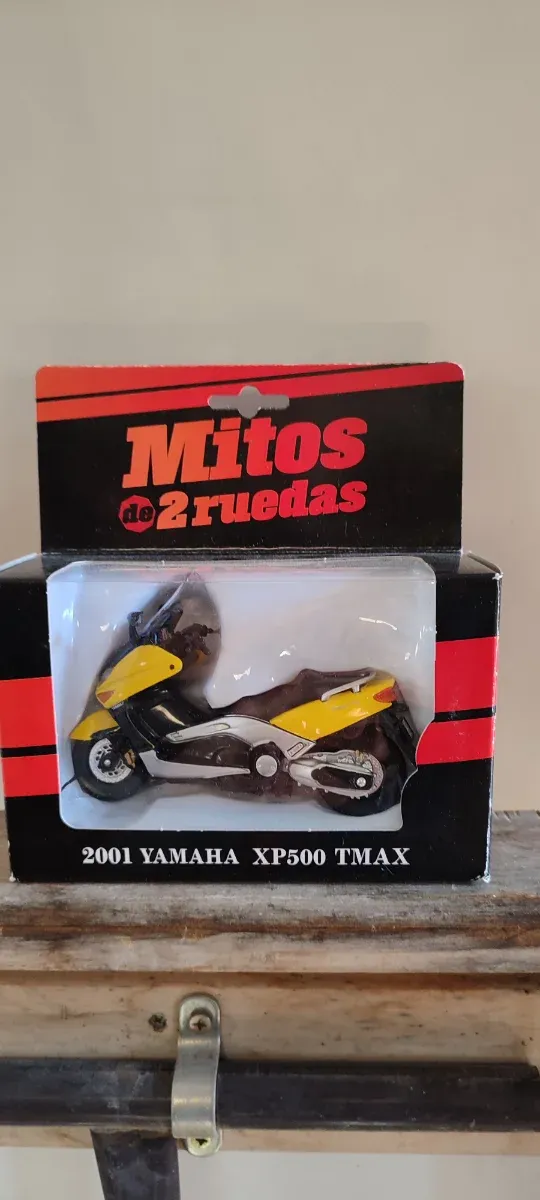 Mitos
de 2 ruedas
2001 YAMAHA XP500 TMAX